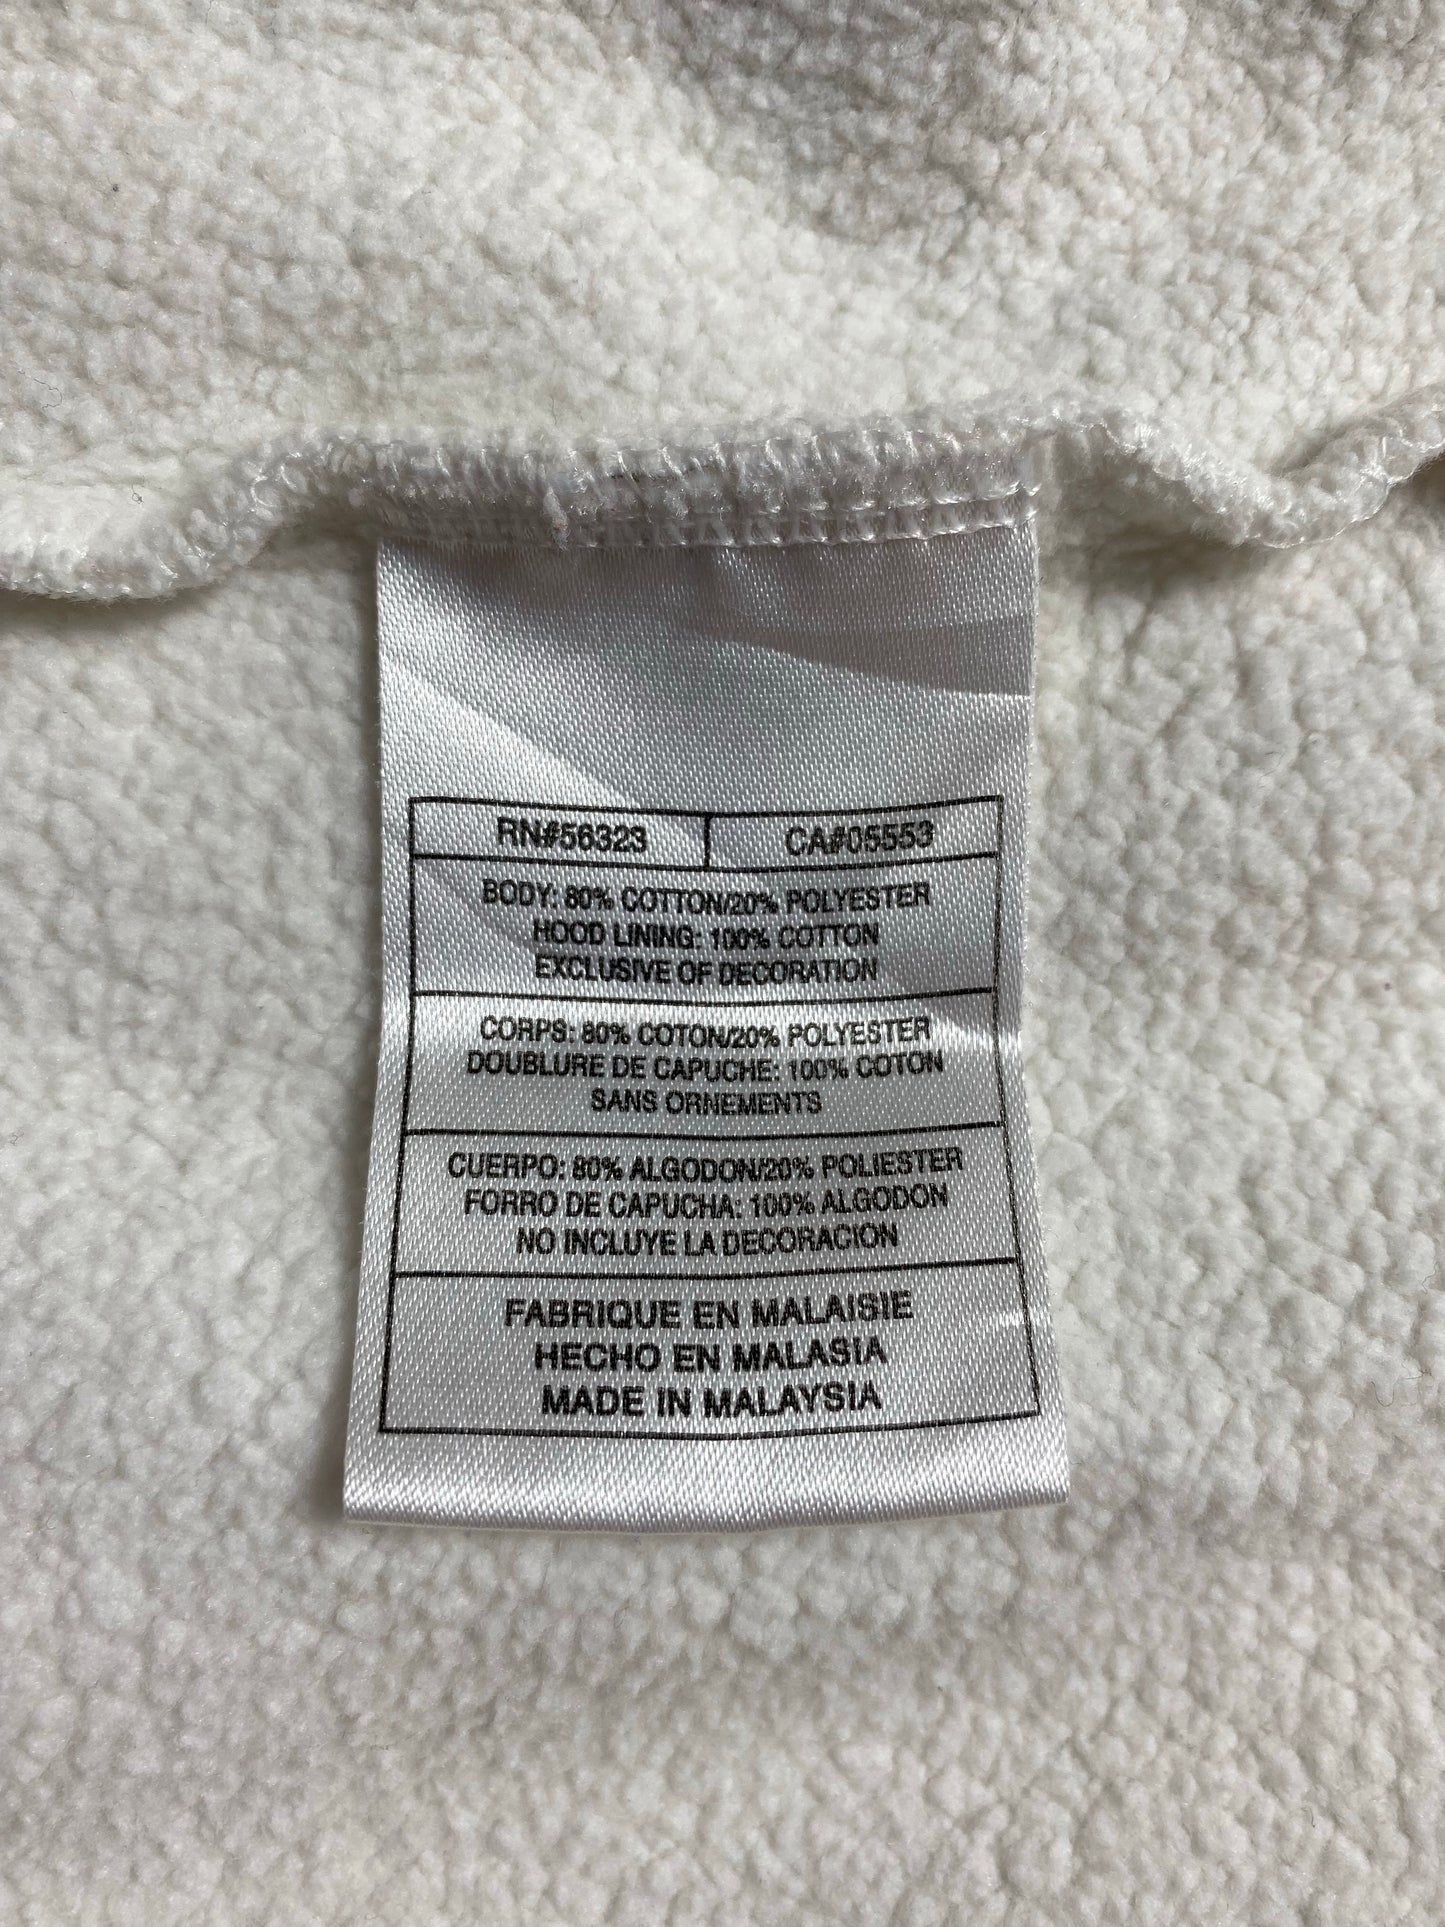 RN#56323 CA#05553
BODY: 80% COTTON/20% POLYESTER
HOOD LINING: 100% COTTON
EXCLUSIVE OF DECORATION
CORPS: 80% COTON/20% POLYESTER
DOUBLURE DE CAPUCHE: 100% COTON
SANS ORNEMENTS
CUERPO: 80% ALGODON/20% POLIESTER
FORRO DE CAPUCHA: 100% ALGODON
NO INCLUYE LA DECORACION
FABRIQUE EN MALAISIE
HECHO EN MALASIA
MADE IN MALAYSIA